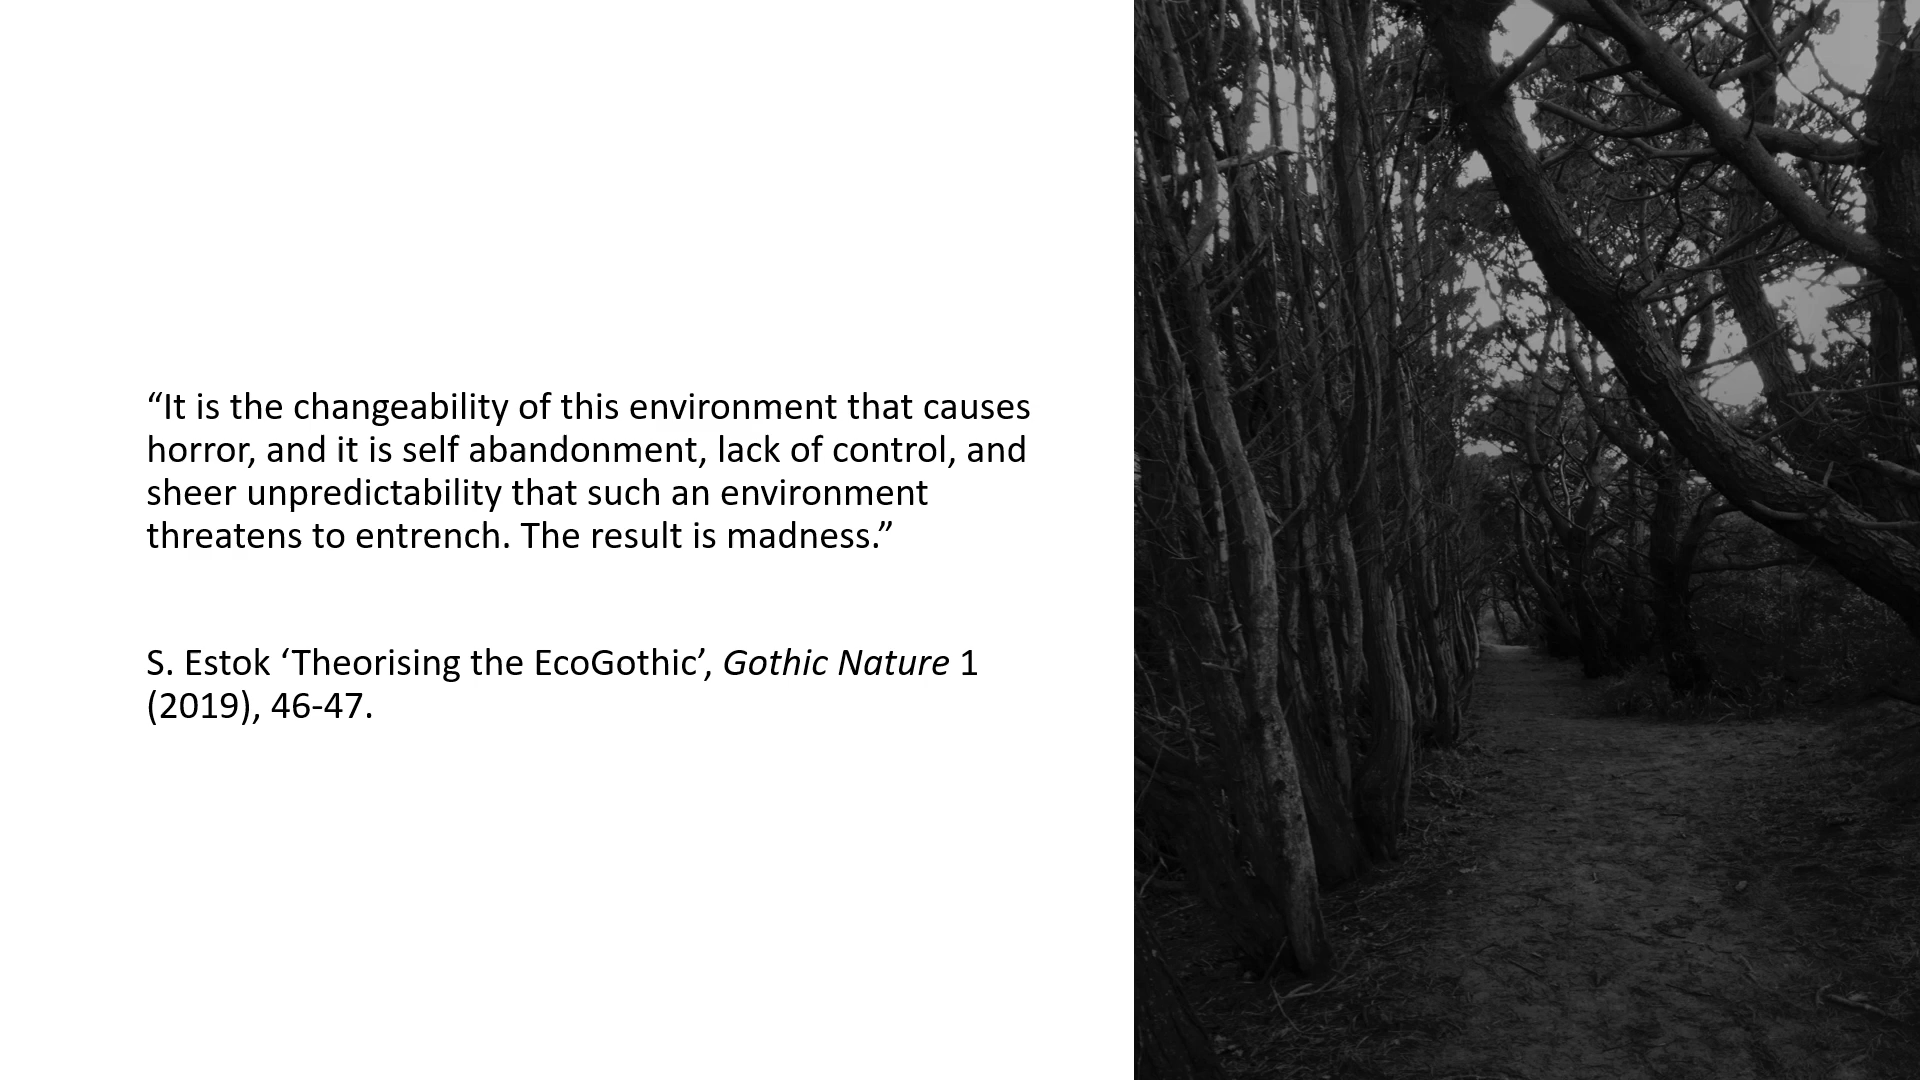 “It is the changeability of this environment that causes
horror, and it is self abandonment, lack of control, and
sheer unpredictability that such an environment
threatens to entrench. The result is madness.”
S. Estok ‘Theorising the EcoGothic’, Gothic Nature 1
(2019), 46-47.